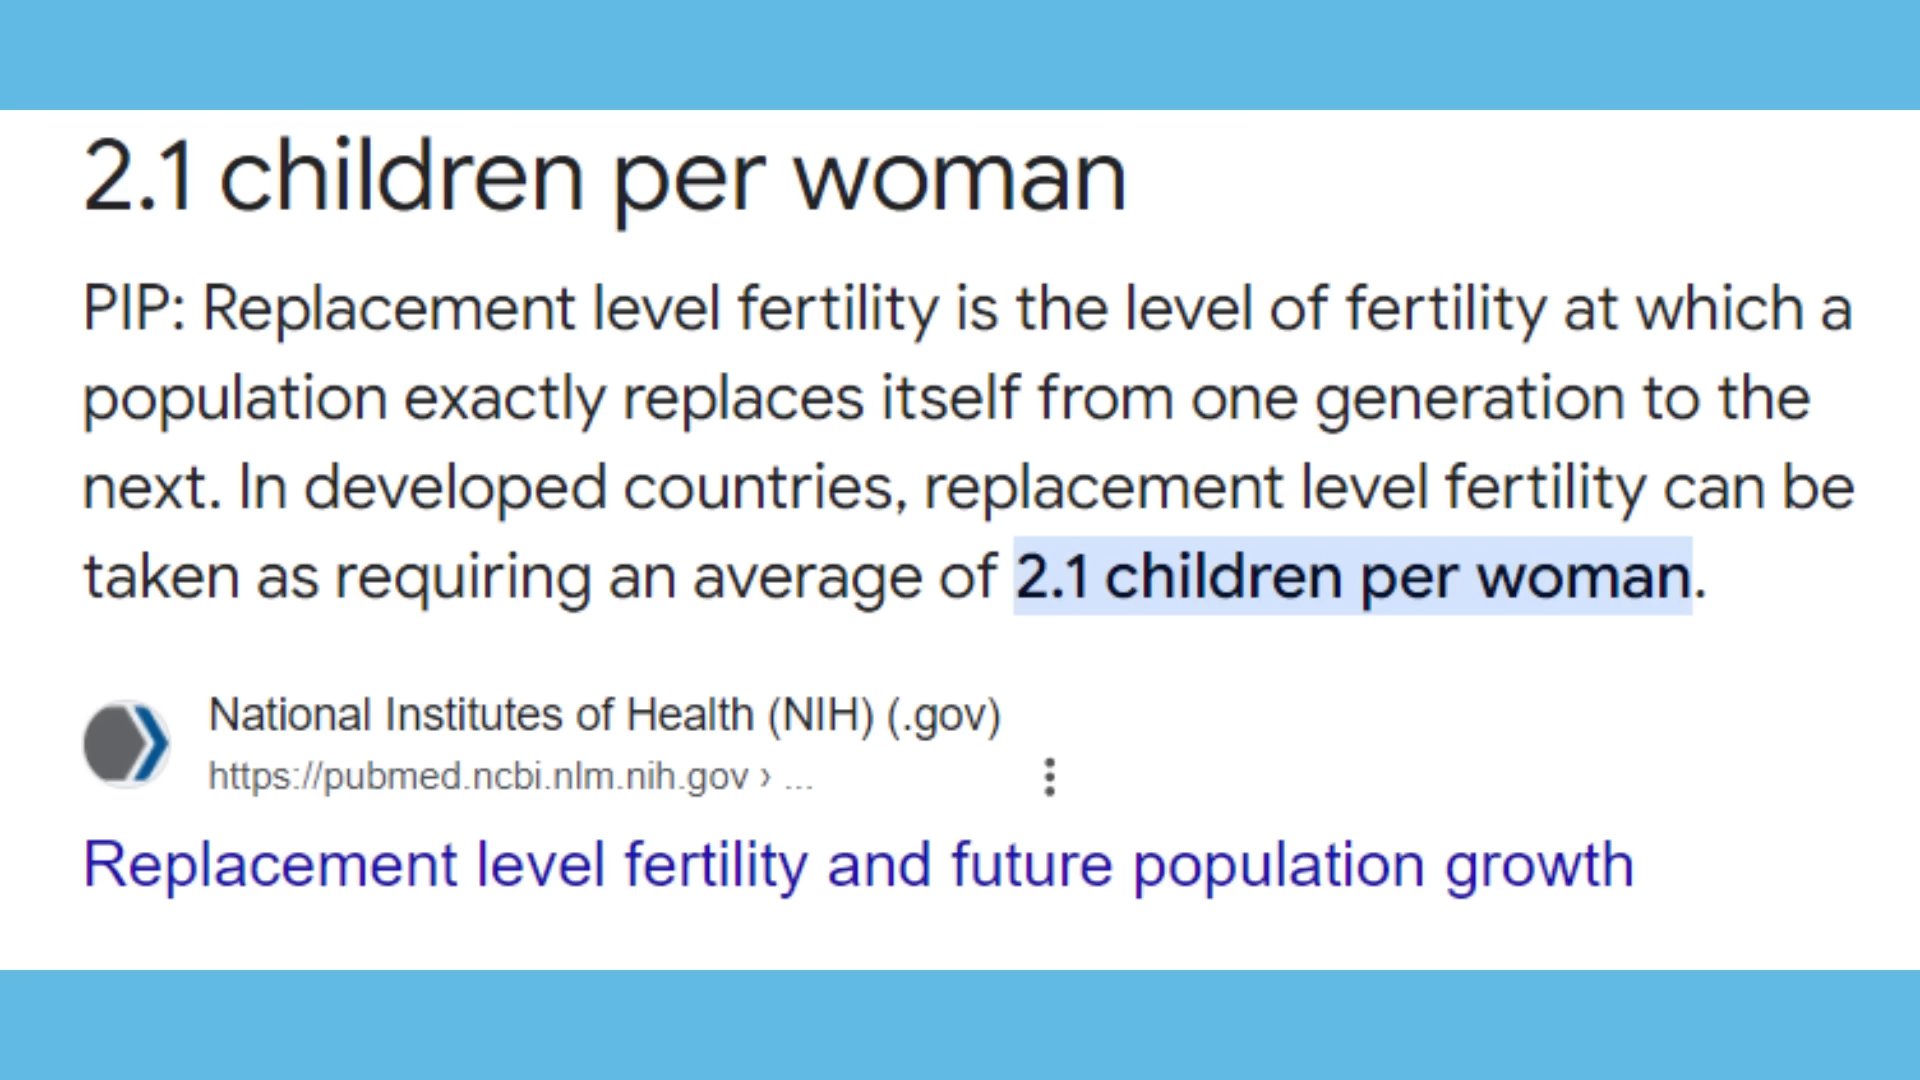 2.1 children per woman
PIP: Replacement level fertility is the level of fertility at which a
population exactly replaces itself from one generation to the
next. In developed countries, replacement level fertility can be
taken as requiring an average of 2.1 children per woman.
National Institutes of Health (NIH) (.gov)
https://pubmed.ncbi.nlm.nih.gov › ...
Replacement level fertility and future population growth